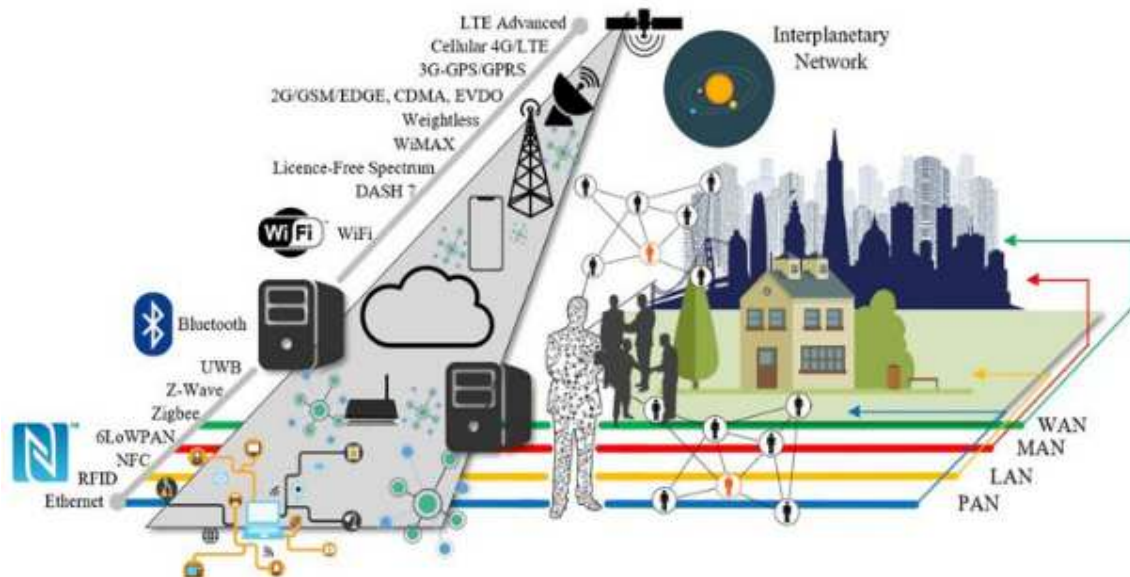 LTE Advanced
Cellular 4G/LTE
3G-GPS/GPRS
2G/GSM/EDGE, CDMA, EVDO
Weightless
WiMAX
Licence-Free Spectrum
DASH 7
WiFi WiFi
Bluetooth
UWB
Z-Wave
Zigbee
6LoWPAN
NFC
RFID
Ethernet
Interplanetary
Network
WAN
MAN
LAN
PAN